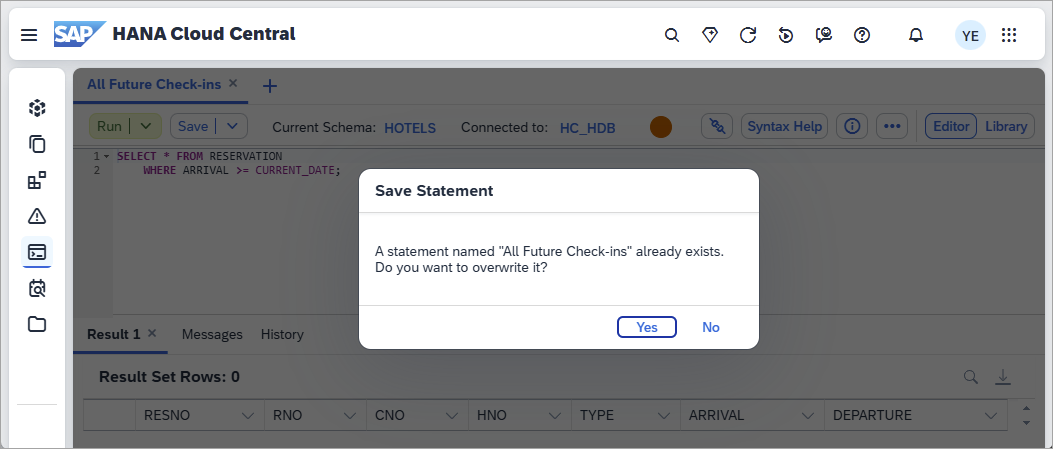 SAP HANA Cloud Central YE
All Future Check-ins
Run Save Current Schema: HOTELS Connected to: HC_HDB Syntax Help Editor Library
1 SELECT * FROM RESERVATION
2 WHERE ARRIVAL >= CURRENT_DATE;
Save Statement
A statement named "All Future Check-ins" already exists.
Do you want to overwrite it?
Yes No
Result 1 Messages History
Result Set Rows: 0
RESNO RNO CNO HNO TYPE ARRIVAL DEPARTURE